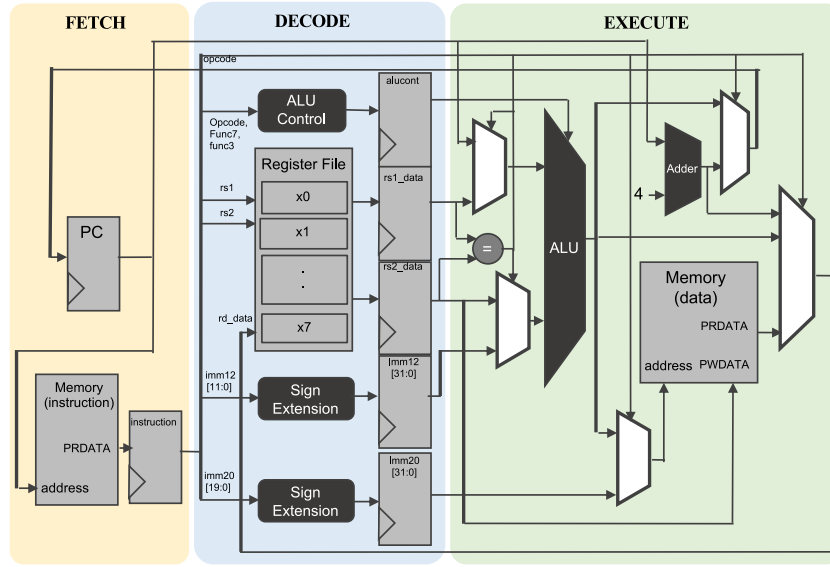 FETCH
DECODE
EXECUTE
opcode
alucont
ALU
Control
Opcode,
Func7,
func3
Register File
rs1_data
Adder
rs1
x0
4
rs2
x1
PC
=
ALU
:
rs2_data
Memory
(data)
rd_data
x7
PRDATA
imm12
[11:0]
Imm12
[31:0]
address
PWDATA
Memory
(instruction)
Sign
Extension
instruction
PRDATA
imm20
[19:0]
Imm20
[31:0]
address
Sign
Extension